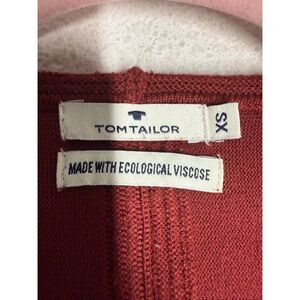 TOM TAILOR
XS
MADE WITH ECOLOGICAL VISCOSE